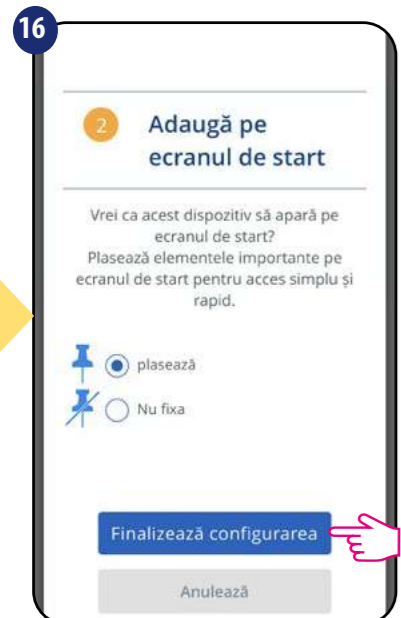 16
2
Adaugă pe
ecranul de start
Vrei ca acest dispozitiv să apară pe
ecranul de start?
Plasează elementele importante pe
ecranul de start pentru acces simplu și
rapid.
plasează
Nu fixa
Finalizează configurarea
Anulează